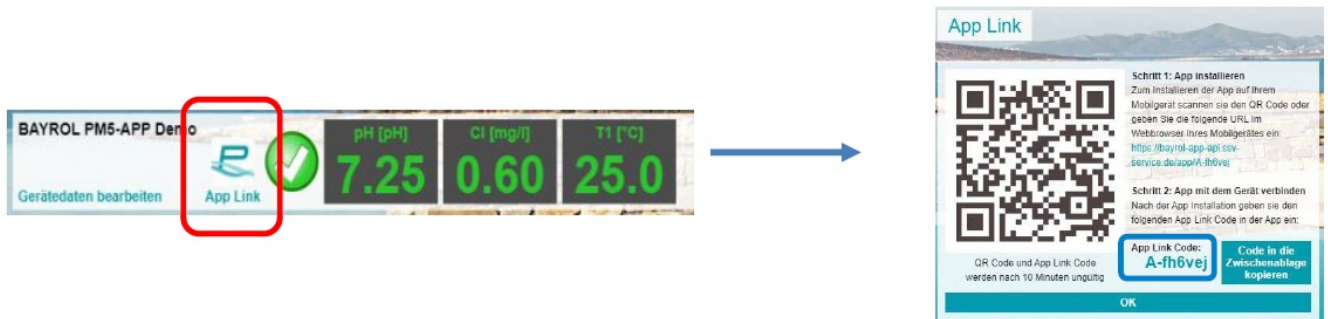 BAYROL PM5-APP Demo
Gerätedaten bearbeiten
App Link
pH [pH]
7.25
Cl [mg/l]
0.60
T1 [°C]
25.0
App Link
QR Code und App Link Code
werden nach 10 Minuten ungültig
Schritt 1: App installieren
Zum Installieren der App auf Ihrem
Mobilgerät scannen sie den QR Code oder
geben Sie die folgende URL im
Webbrowser Ihres Mobilgerätes ein:
https://bayrol-app-api.ssv-
service.de/app/A-fh6vej
Schritt 2: App mit dem Gerät verbinden
Nach der App Installation geben sie den
folgenden App Link Code in der App ein:
App Link Code:
A-fh6vej
Code in die
Zwischenablage
kopieren
OK